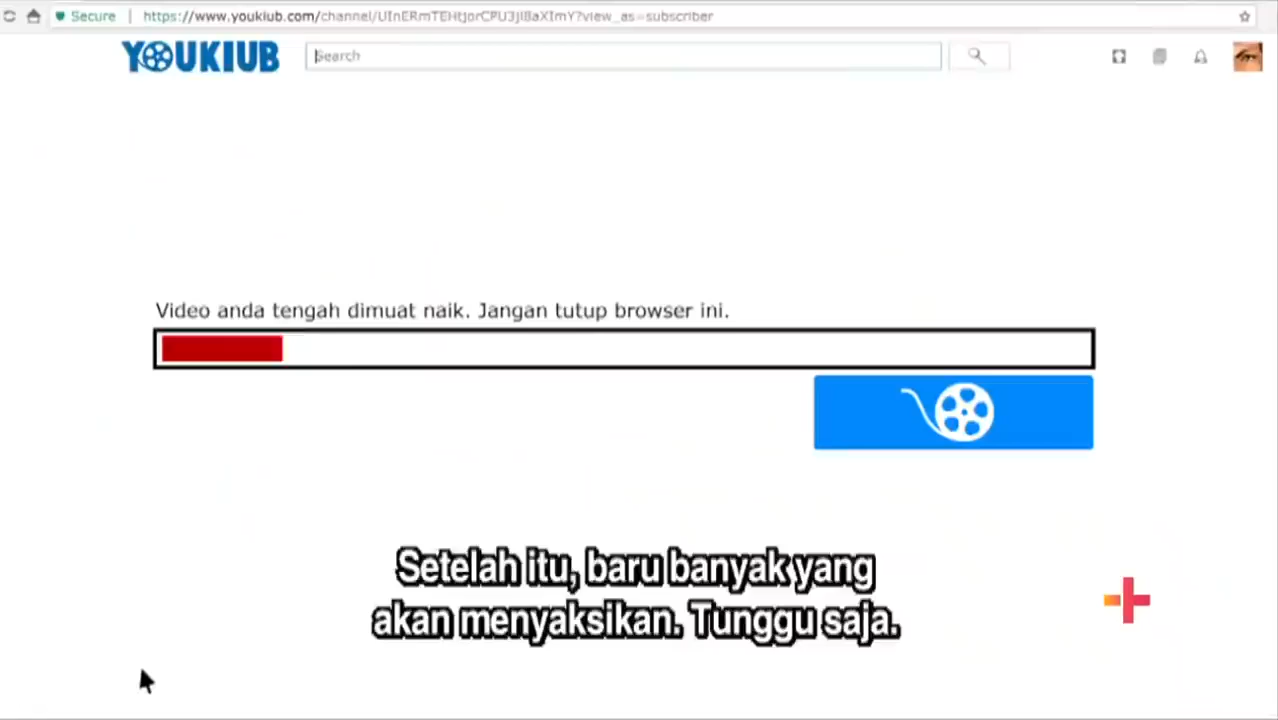 Secure | https://www.youkiub.com/channel/UInERmTEHtjorCPU3jl8aXImY?view_as=subscriber
YOUKIUB Search
Video anda tengah dimuat naik. Jangan tutup browser ini.
Setelah itu, baru banyak yang
akan menyaksikan. Tunggu saja.